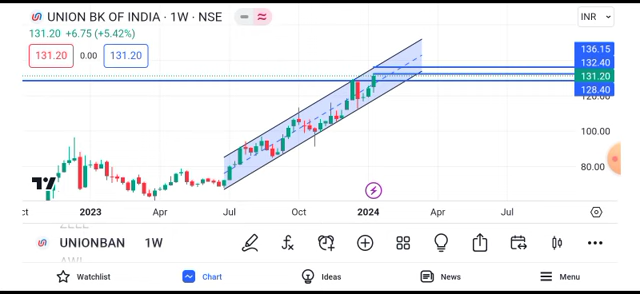 UNION BK OF INDIA · 1W · NSE
INR
131.20 +6.75 (+5.42%)
131.20 0.00 131.20
136.15
132.40
131.20
128.40
120.00
100.00
80.00
2023 Apr Jul Oct 2024 Apr Jul
UNIONBAN 1W
Watchlist Chart Ideas News Menu